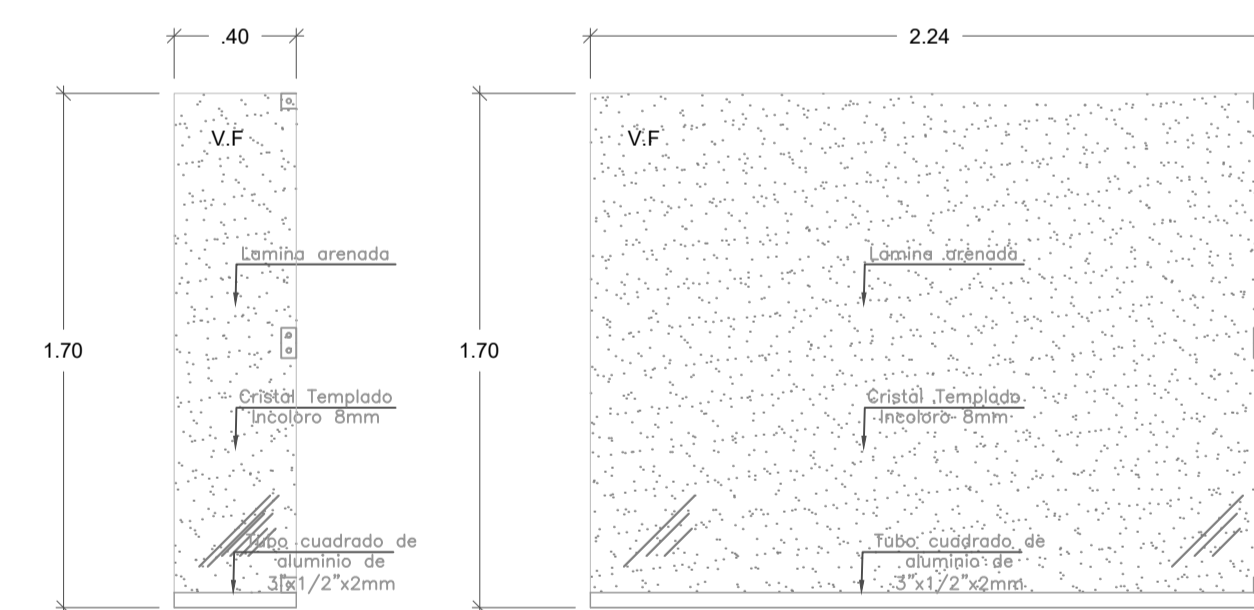 .40
2.24
V.F
V.F
Lamina arenada
Lamina arenada
1.70
1.70
Cristal Templado
Incoloro 8mm
Cristal Templado
Incoloro 8mm
Tubo cuadrado de
aluminio de
3"x1/2"x2mm
Tubo cuadrado de
aluminio de
3"x1/2"x2mm